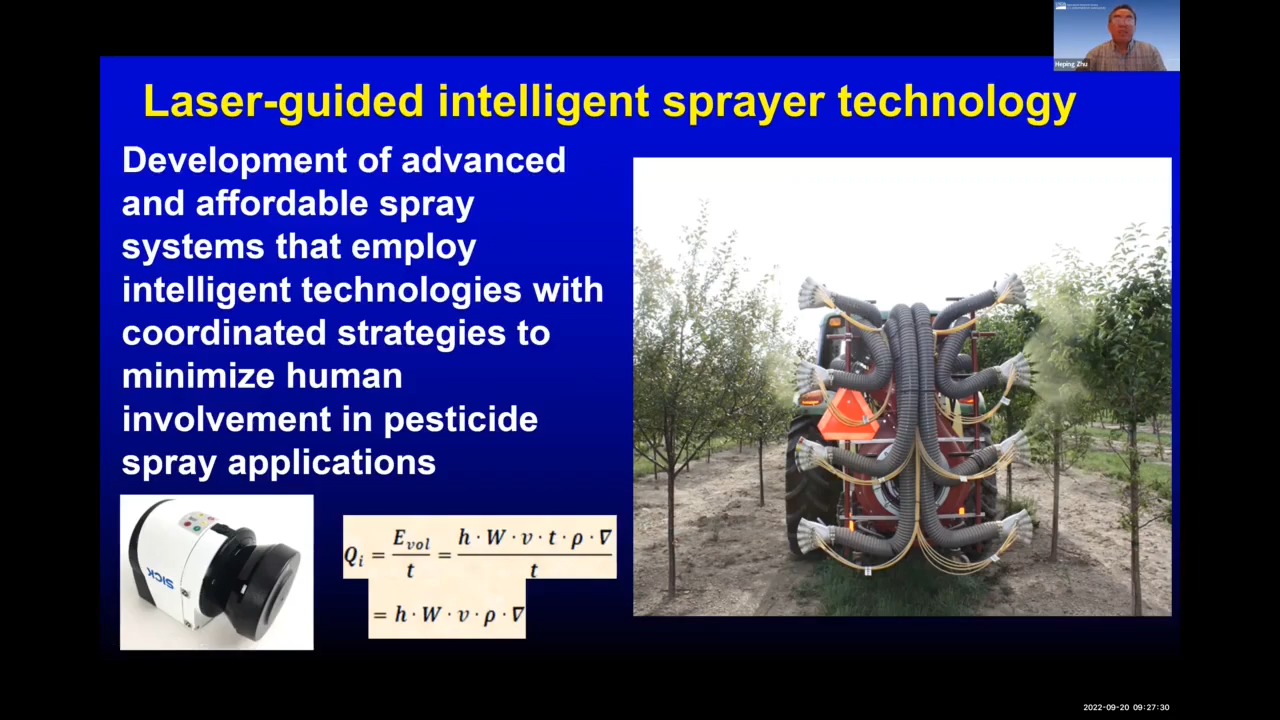 Heping Zhu
Laser-guided intelligent sprayer technology
Development of advanced
and affordable spray
systems that employ
intelligent technologies with
coordinated strategies to
minimize human
involvement in pesticide
spray applications
SICK
Qᵢ = E_vol / t = h · W · v · t · ρ · ∇ / t
= h · W · v · ρ · ∇
2022-09-20 09:27:30